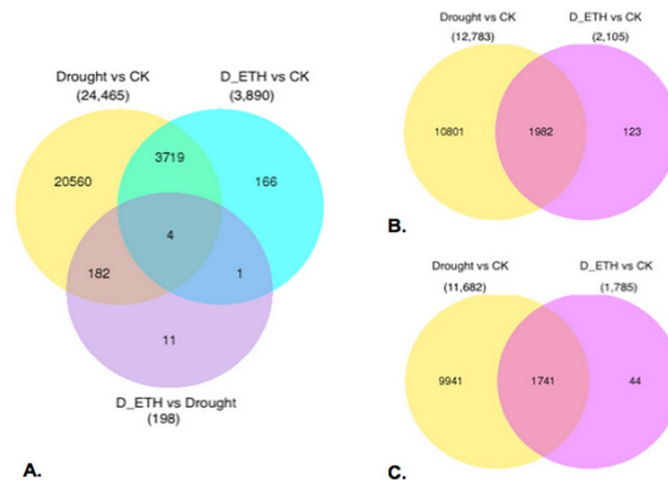 Drought vs CK
(24,465)
D_ETH vs CK
(3,890)
3719
20560
166
4
182
1
11
D_ETH vs Drought
(198)
A.
Drought vs CK
(12,783)
D_ETH vs CK
(2,105)
10801
1982
123
B.
Drought vs CK
(11,682)
D_ETH vs CK
(1,785)
9941
1741
44
C.